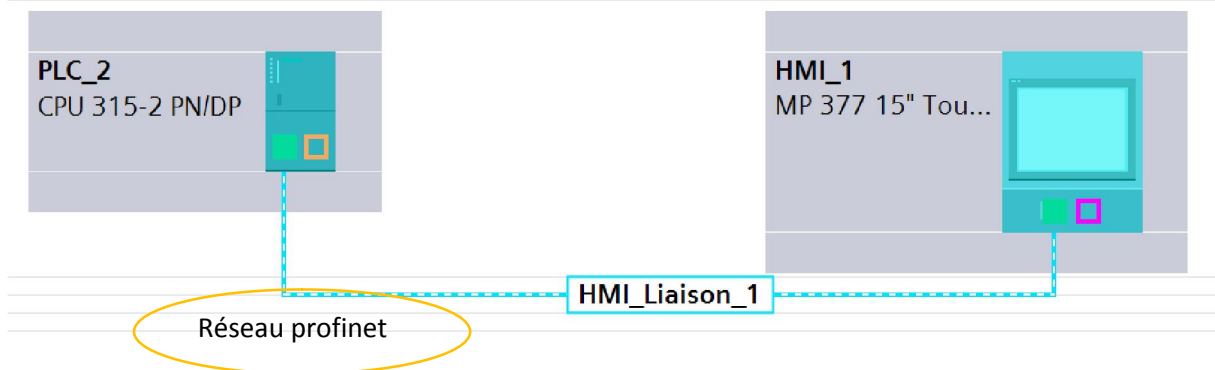 PLC_2
CPU 315-2 PN/DP
HMI_1
MP 377 15" Tou...
HMI_Liaison_1
Réseau profinet